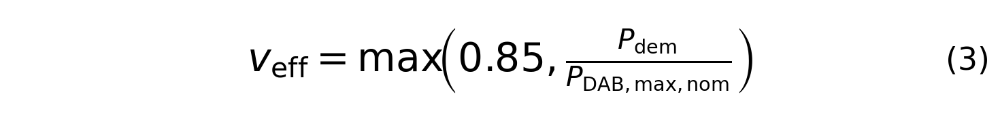 v_eff = max(0.85, P_dem / P_DAB,max,nom) (3)